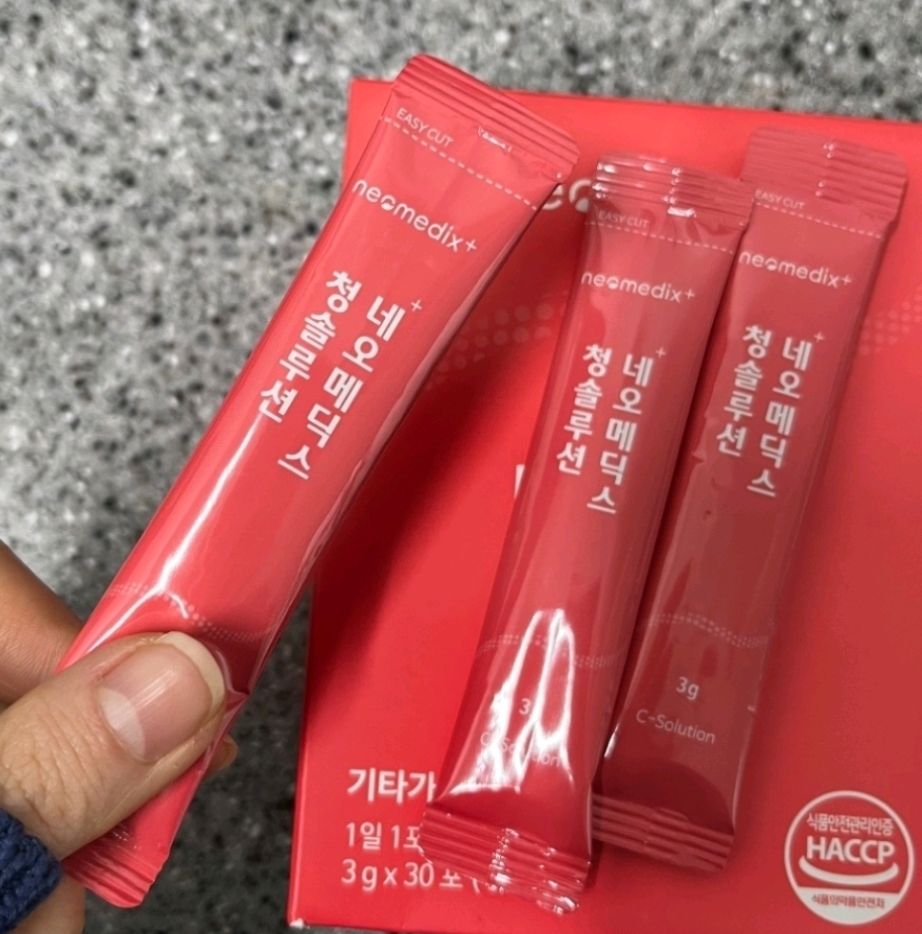 EASY CUT
neomedix+
네오메딕스+
청솔루션
EASY CUT
neomedix+
네오메딕스+
청솔루션
3
EASY CUT
neomedix+
네오메딕스+
청솔루션
3g
C-Solution
기타가
1일 1포
3g x 30포
식품안전관리인증
HACCP
식품의약품안전처